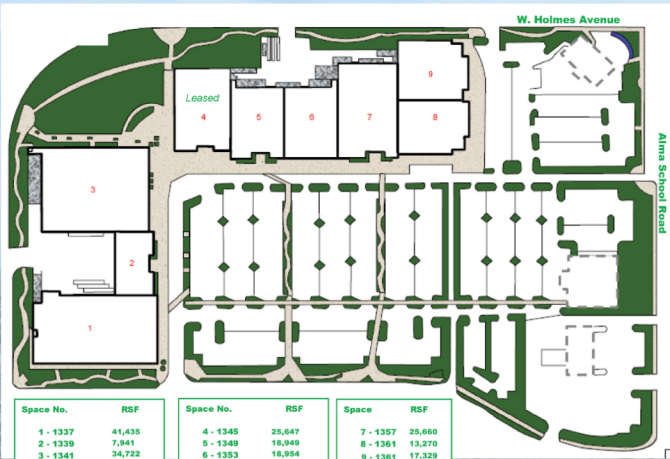 W. Holmes Avenue
Alma School Road
Leased
4
5
6
7
9
8
3
2
1
Space No. RSF
1 - 1337 41,435
2 - 1339 7,941
3 - 1341 34,722
Space No. RSF
4 - 1345 25,647
5 - 1349 18,949
6 - 1353 18,954
Space RSF
7 - 1357 25,660
8 - 1361 13,270
9 - 1361 17,329